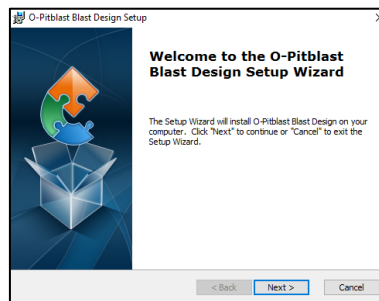 O-Pitblast Blast Design Setup
Welcome to the O-Pitblast
Blast Design Setup Wizard
The Setup Wizard will install O-Pitblast Blast Design on your
computer. Click "Next" to continue or "Cancel" to exit the
Setup Wizard.
< Back Next > Cancel